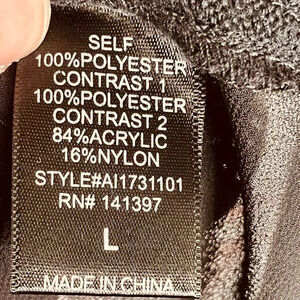 SELF
100%POLYESTER
CONTRAST 1
100%POLYESTER
CONTRAST 2
84%ACRYLIC
16%NYLON
STYLE#AI1731101
RN# 141397
L
MADE IN CHINA